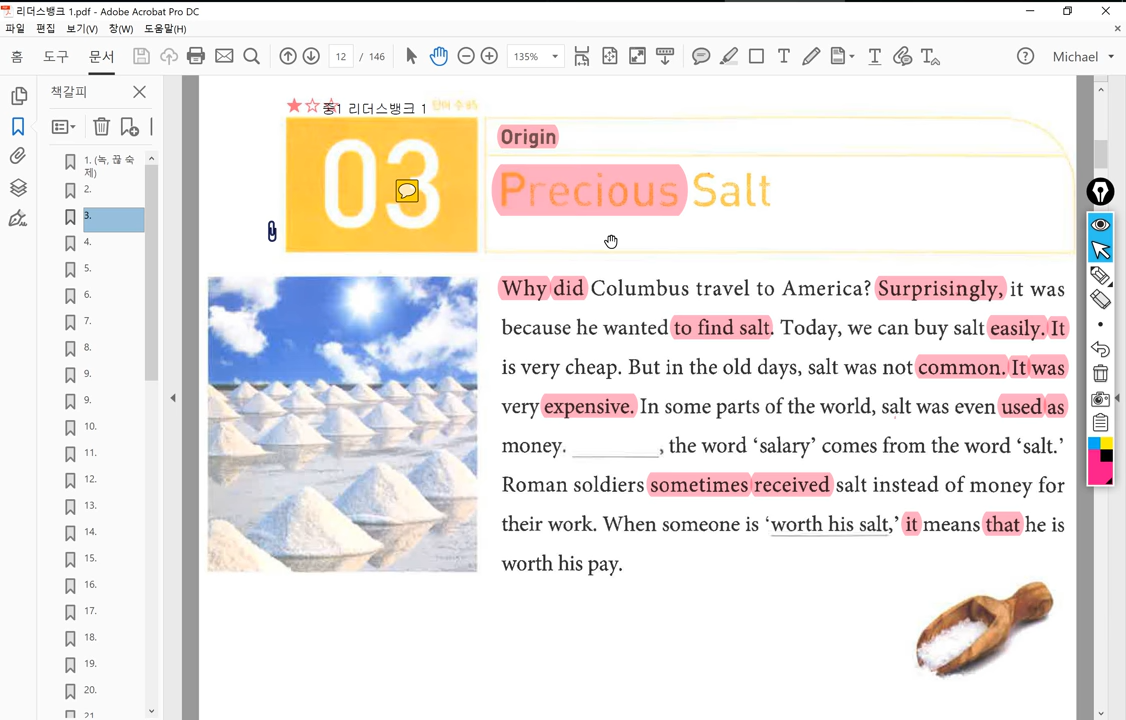 리더스뱅크 1.pdf - Adobe Acrobat Pro DC
파일 편집 보기(V) 창(W) 도움말(H)
홈 도구 문서 12 / 146 135% Michael
책갈피
1. (녹, 끊 숙제)
2.
3.
4.
5.
6.
7.
8.
9.
9.
10.
11.
12.
13.
14.
15.
16.
17.
18.
19.
20.
21
중1 리더스뱅크 1
03
Origin
Precious Salt
Why did Columbus travel to America? Surprisingly, it was
because he wanted to find salt. Today, we can buy salt easily. It
is very cheap. But in the old days, salt was not common. It was
very expensive. In some parts of the world, salt was even used as
money. ________, the word ‘salary’ comes from the word ‘salt.’
Roman soldiers sometimes received salt instead of money for
their work. When someone is ‘worth his salt,’ it means that he is
worth his pay.